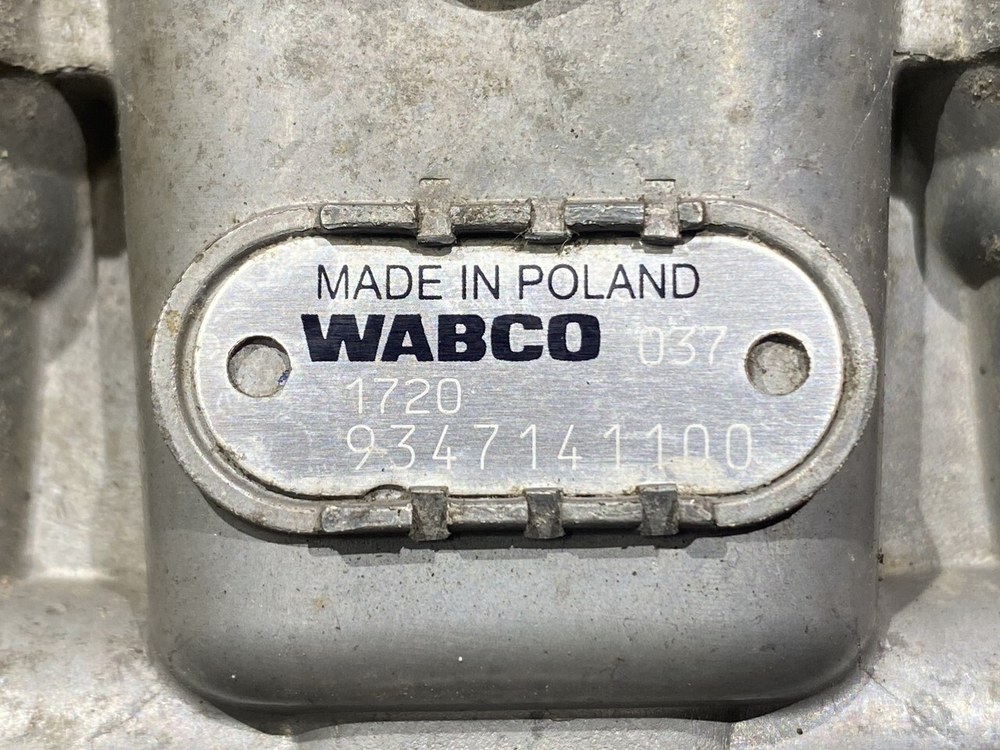 MADE IN POLAND
WABCO 037
1720
9347141100